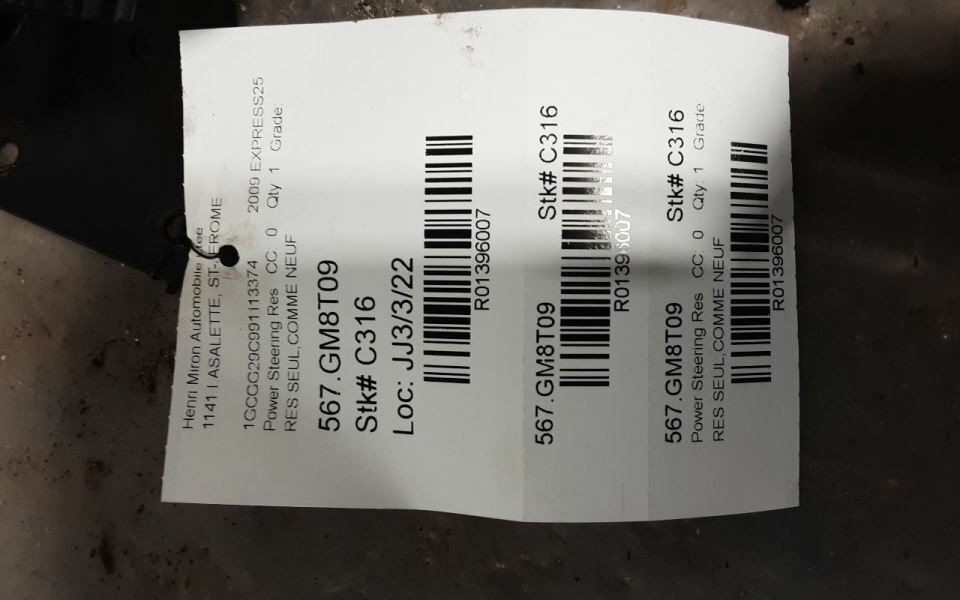 Henri Miron Automobile
1141 ASALETTE, ST-JEROME
1GCGG29C991113374 2009 EXPRESS25
Power Steering Res CC: 0 Qty 1 Grade
RES SEUL,COMME NEUF
567.GM8T09
Stk# C316
Loc: JJ3/3/22
R01396007
567.GM8T09 Stk# C316
R01396007
567.GM8T09 Stk# C316
Power Steering Res CC: 0 Qty: 1 Grade
RES SEUL,COMME NEUF
R01396007